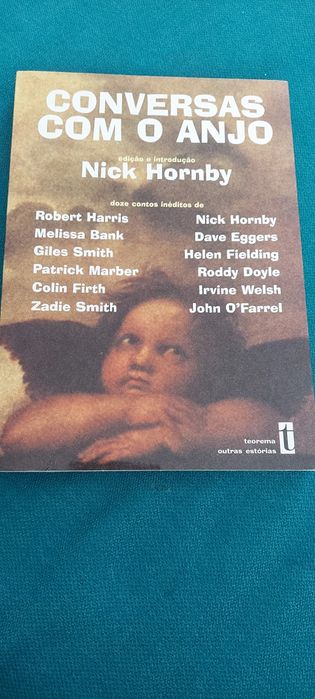 CONVERSAS
COM O ANJO
edição e introdução
Nick Hornby
doze contos inéditos de
Robert Harris
Melissa Bank
Giles Smith
Patrick Marber
Colin Firth
Zadie Smith
Nick Hornby
Dave Eggers
Helen Fielding
Roddy Doyle
Irvine Welsh
John O'Farrel
t
teorema
outras estórias